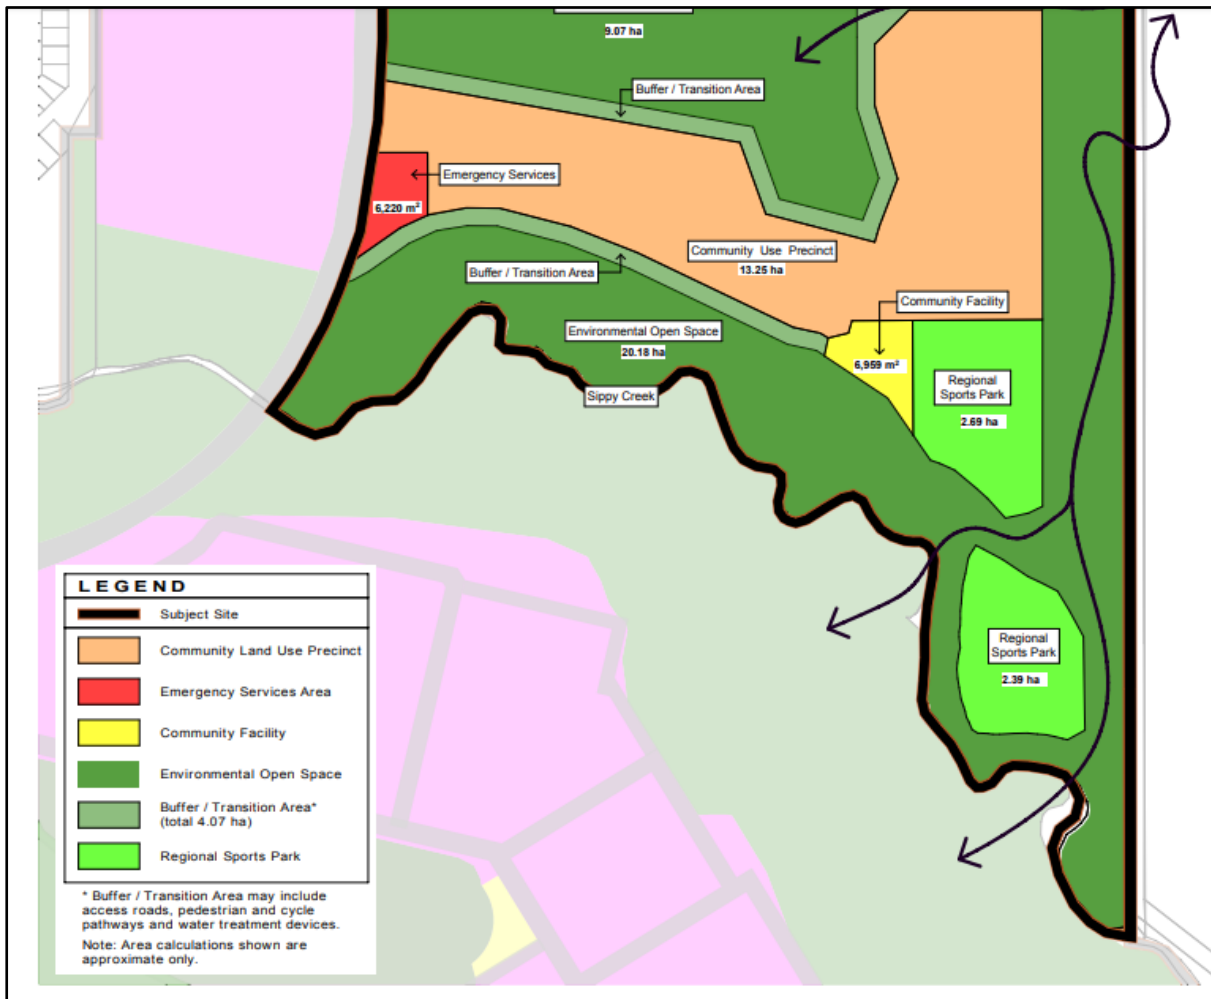 9.07 ha
Buffer / Transition Area
Emergency Services
6,220 m²
Community Use Precinct
13.25 ha
Buffer / Transition Area
Community Facility
6,959 m²
Environmental Open Space
20.18 ha
Sippy Creek
Regional
Sports Park
2.69 ha
Regional
Sports Park
2.39 ha
LEGEND
Subject Site
Community Land Use Precinct
Emergency Services Area
Community Facility
Environmental Open Space
Buffer / Transition Area*
(total 4.07 ha)
Regional Sports Park
* Buffer / Transition Area may include
access roads, pedestrian and cycle
pathways and water treatment devices.
Note: Area calculations shown are
approximate only.